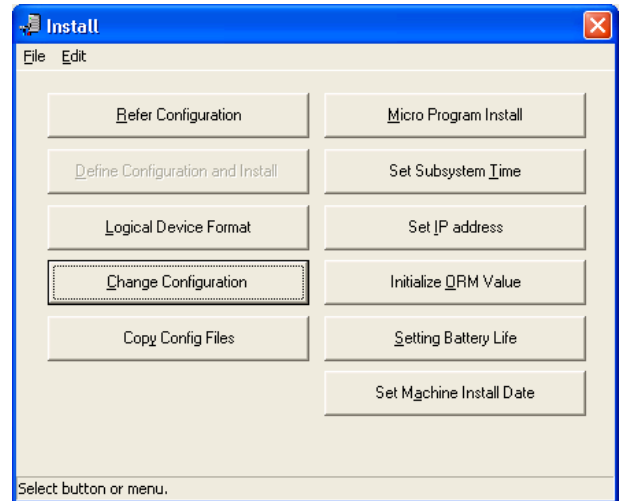 Install
File Edit
Refer Configuration
Define Configuration and Install
Logical Device Format
Change Configuration
Copy Config Files
Micro Program Install
Set Subsystem Time
Set IP address
Initialize ORM Value
Setting Battery Life
Set Machine Install Date
Select button or menu.